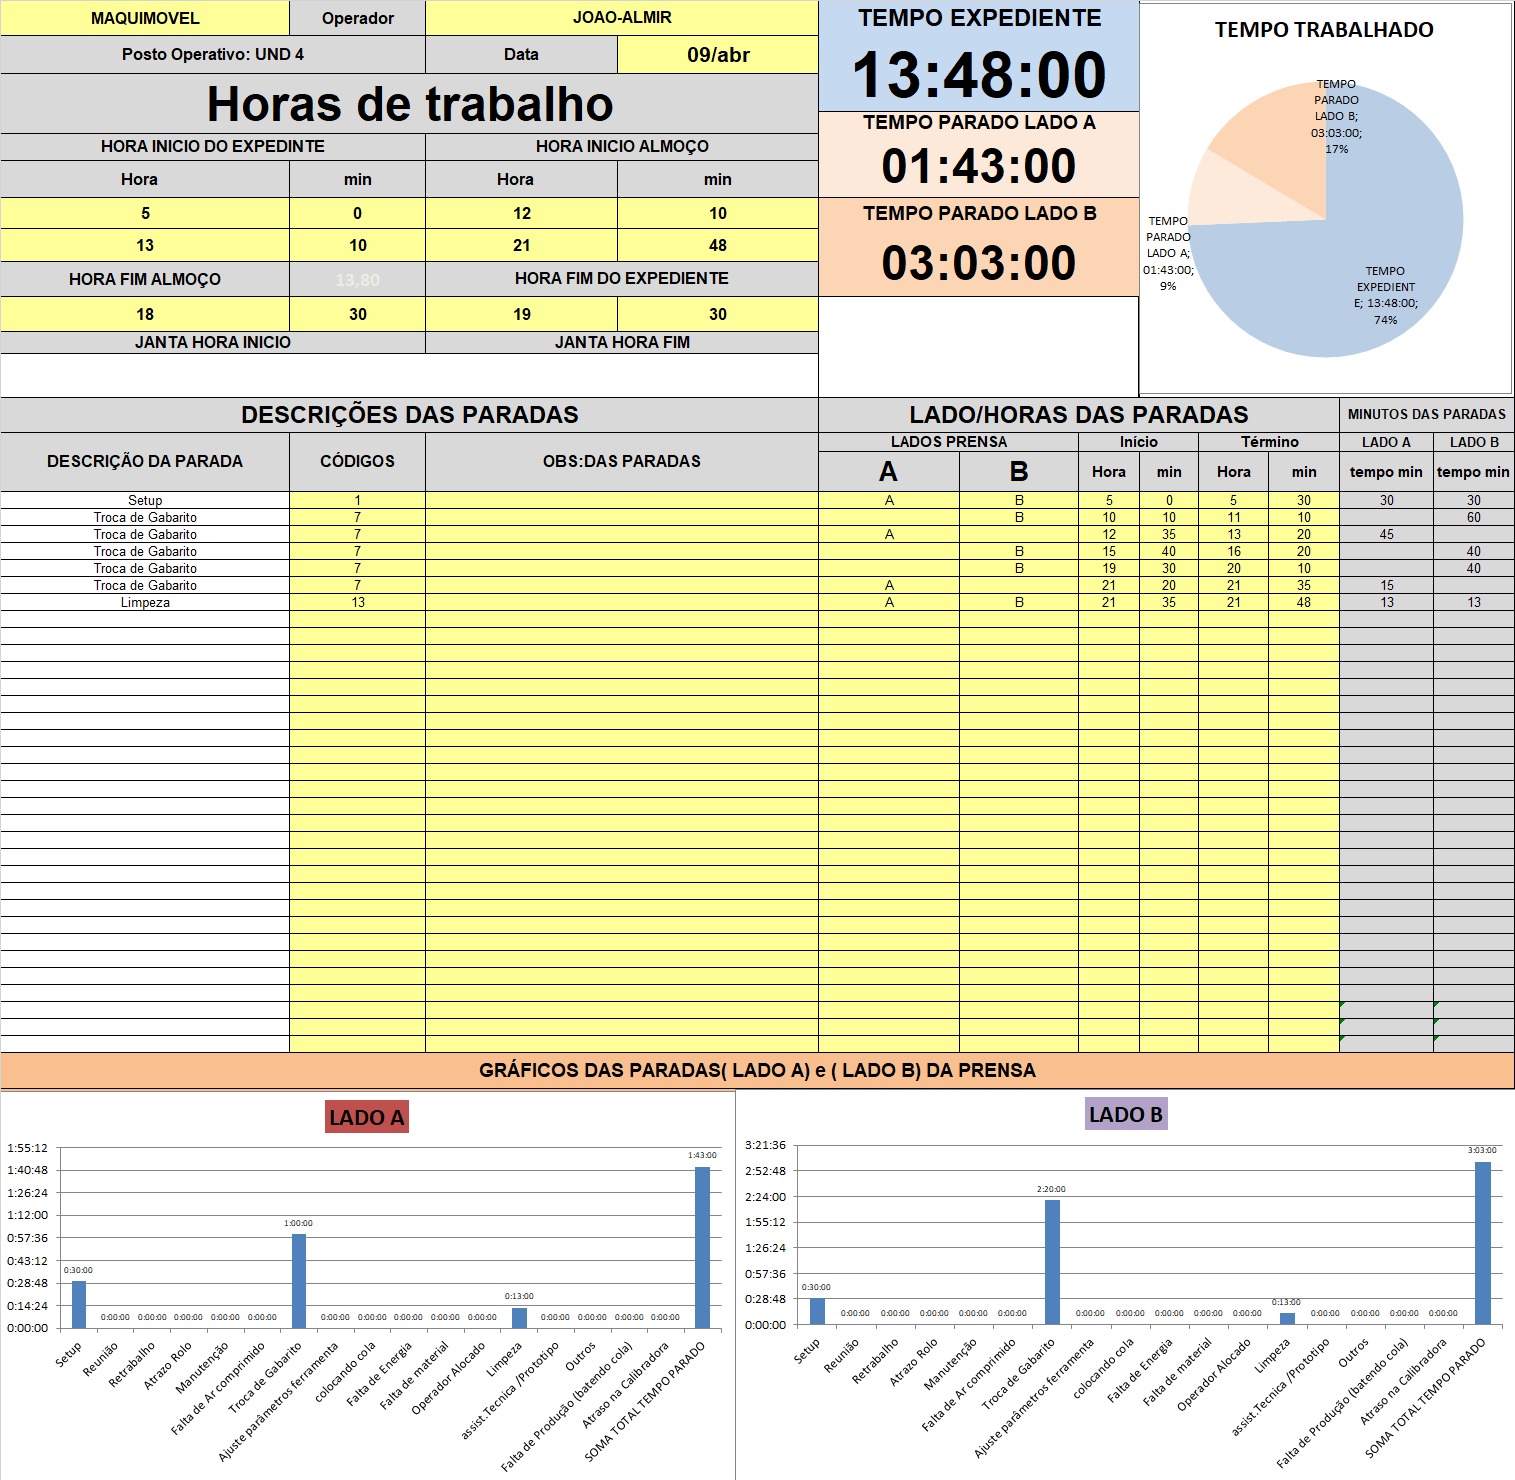 MAQUIMOVEL Operador JOAO-ALMIR
Posto Operativo: UND 4 Data 09/abr
Horas de trabalho
HORA INICIO DO EXPEDINTE HORA INICIO ALMOÇO
Hora min Hora min
5 0 12 10
13 10 21 48
HORA FIM ALMOÇO 13,80 HORA FIM DO EXPEDIENTE
18 30 19 30
JANTA HORA INICIO JANTA HORA FIM
TEMPO EXPEDIENTE
13:48:00
TEMPO PARADO LADO A
01:43:00
TEMPO PARADO LADO B
03:03:00
TEMPO TRABALHADO
TEMPO
PARADO
LADO B;
03:03:00;
17%
TEMPO
PARADO
LADO A;
01:43:00;
9%
TEMPO
EXPEDIENT
E; 13:48:00;
74%
DESCRIÇÕES DAS PARADAS LADO/HORAS DAS PARADAS MINUTOS DAS PARADAS
DESCRIÇÃO DA PARADA CÓDIGOS OBS:DAS PARADAS
LADOS PRENSA Início Término LADO A LADO B
A B Hora min Hora min tempo min tempo min
Setup 1 A B 5 0 5 30 30 30
Troca de Gabarito 7 B 10 10 11 10 60
Troca de Gabarito 7 A 12 35 13 20 45
Troca de Gabarito 7 B 15 40 16 20 40
Troca de Gabarito 7 B 19 30 20 10 40
Troca de Gabarito 7 A 21 20 21 35 15
Limpeza 13 A B 21 35 21 48 13 13
GRÁFICOS DAS PARADAS( LADO A) e ( LADO B) DA PRENSA
LADO A
1:55:12
1:40:48
1:26:24
1:12:00
0:57:36
0:43:12
0:28:48
0:14:24
0:00:00
0:30:00 0:00:00 0:00:00 0:00:00 0:00:00 0:00:00 1:00:00 0:00:00 0:00:00 0:00:00 0:00:00 0:00:00 0:13:00 0:00:00 0:00:00 0:00:00 0:00:00 1:43:00
Setup
Reunião
Retrabalho
Atrazo Rolo
Manutenção
Falta de Ar comprimido
Troca de Gabarito
Ajuste parâmetros ferramenta
colocando cola
Falta de Energia
Falta de material
Operador Alocado
Limpeza
assist.Tecnica /Prototipo
Outros
Falta de Produção (batendo cola)
Atraso na Calibradora
SOMA TOTAL TEMPO PARADO
LADO B
3:21:36
2:52:48
2:24:00
1:55:12
1:26:24
0:57:36
0:28:48
0:00:00
0:30:00 0:00:00 0:00:00 0:00:00 0:00:00 0:00:00 2:20:00 0:00:00 0:00:00 0:00:00 0:00:00 0:00:00 0:13:00 0:00:00 0:00:00 0:00:00 0:00:00 3:03:00
Setup
Reunião
Retrabalho
Atrazo Rolo
Manutenção
Falta de Ar comprimido
Troca de Gabarito
Ajuste parâmetros ferramenta
colocando cola
Falta de Energia
Falta de material
Operador Alocado
Limpeza
assist.Tecnica /Prototipo
Outros
Falta de Produção (batendo cola)
Atraso na Calibradora
SOMA TOTAL TEMPO PARADO